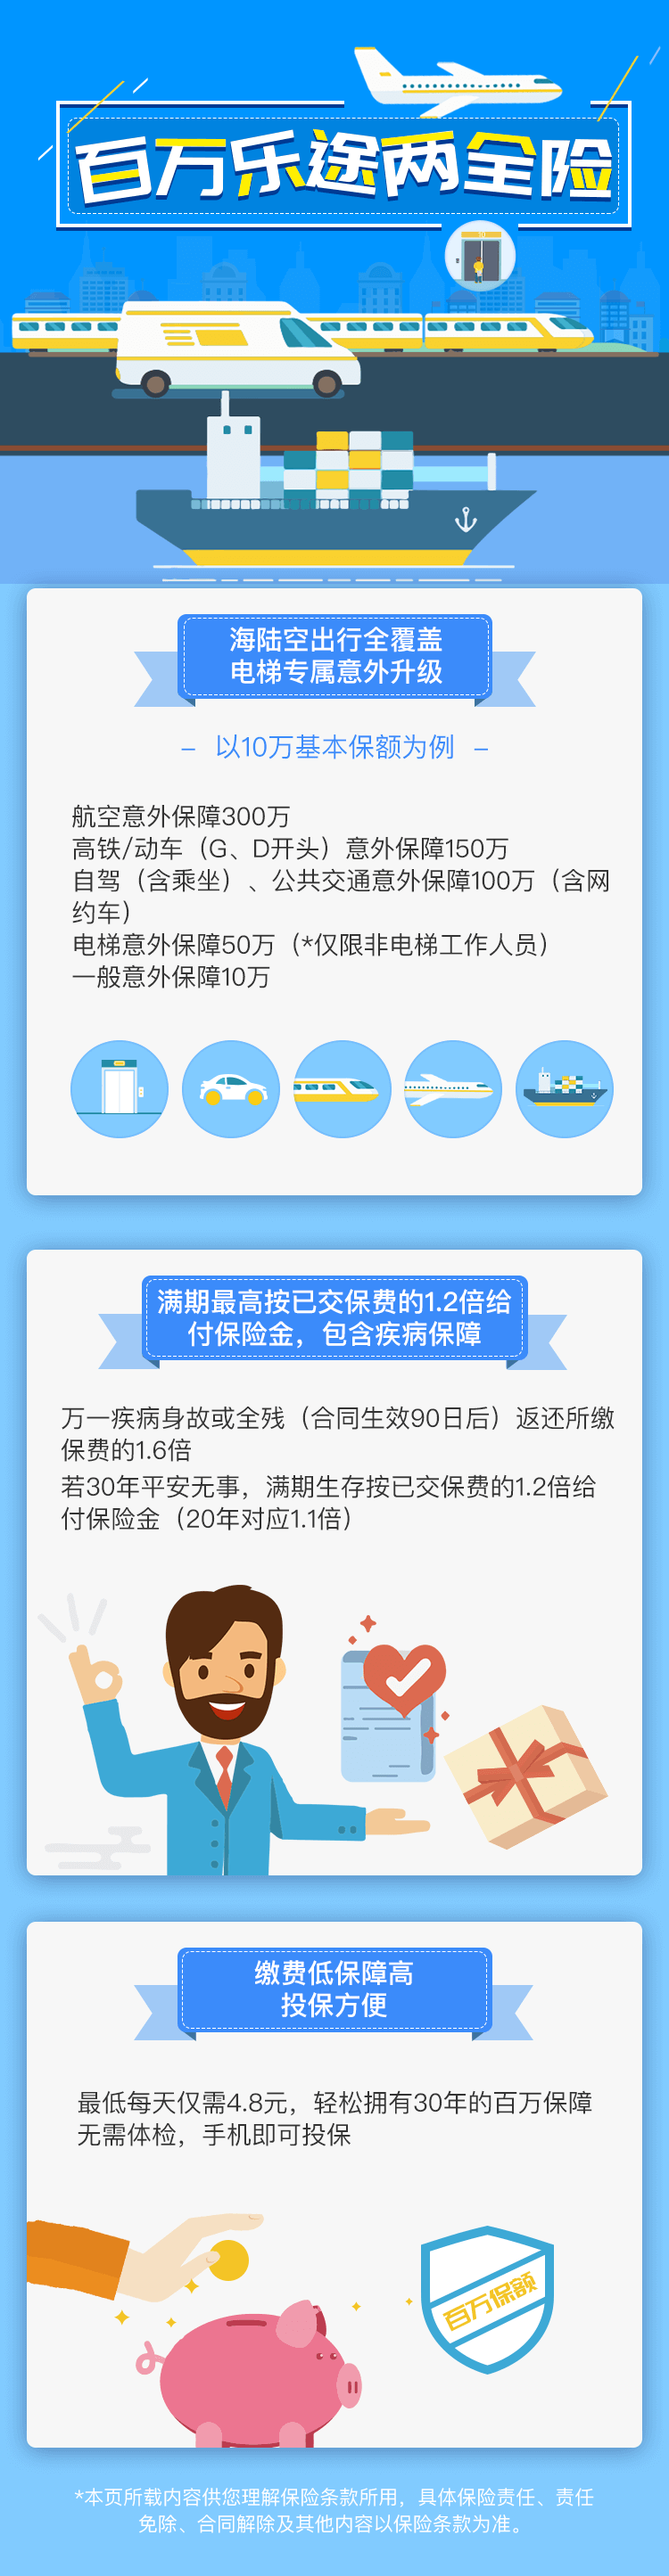 百万乐途两全险
海陆空出行全覆盖
电梯专属意外升级
- 以10万基本保额为例 -
航空意外保障300万
高铁/动车（G、D开头）意外保障150万
自驾（含乘坐）、公共交通意外保障100万（含网
约车）
电梯意外保障50万（*仅限非电梯工作人员）
一般意外保障10万
满期最高按已交保费的1.2倍给
付保险金，包含疾病保障
万一疾病身故或全残（合同生效90日后）返还所缴
保费的1.6倍
若30年平安无事，满期生存按已交保费的1.2倍给
付保险金（20年对应1.1倍）
缴费低保障高
投保方便
最低每天仅需4.8元，轻松拥有30年的百万保障
无需体检，手机即可投保
百万保额
*本页所载内容供您理解保险条款所用，具体保险责任、责任
免除、合同解除及其他内容以保险条款为准。